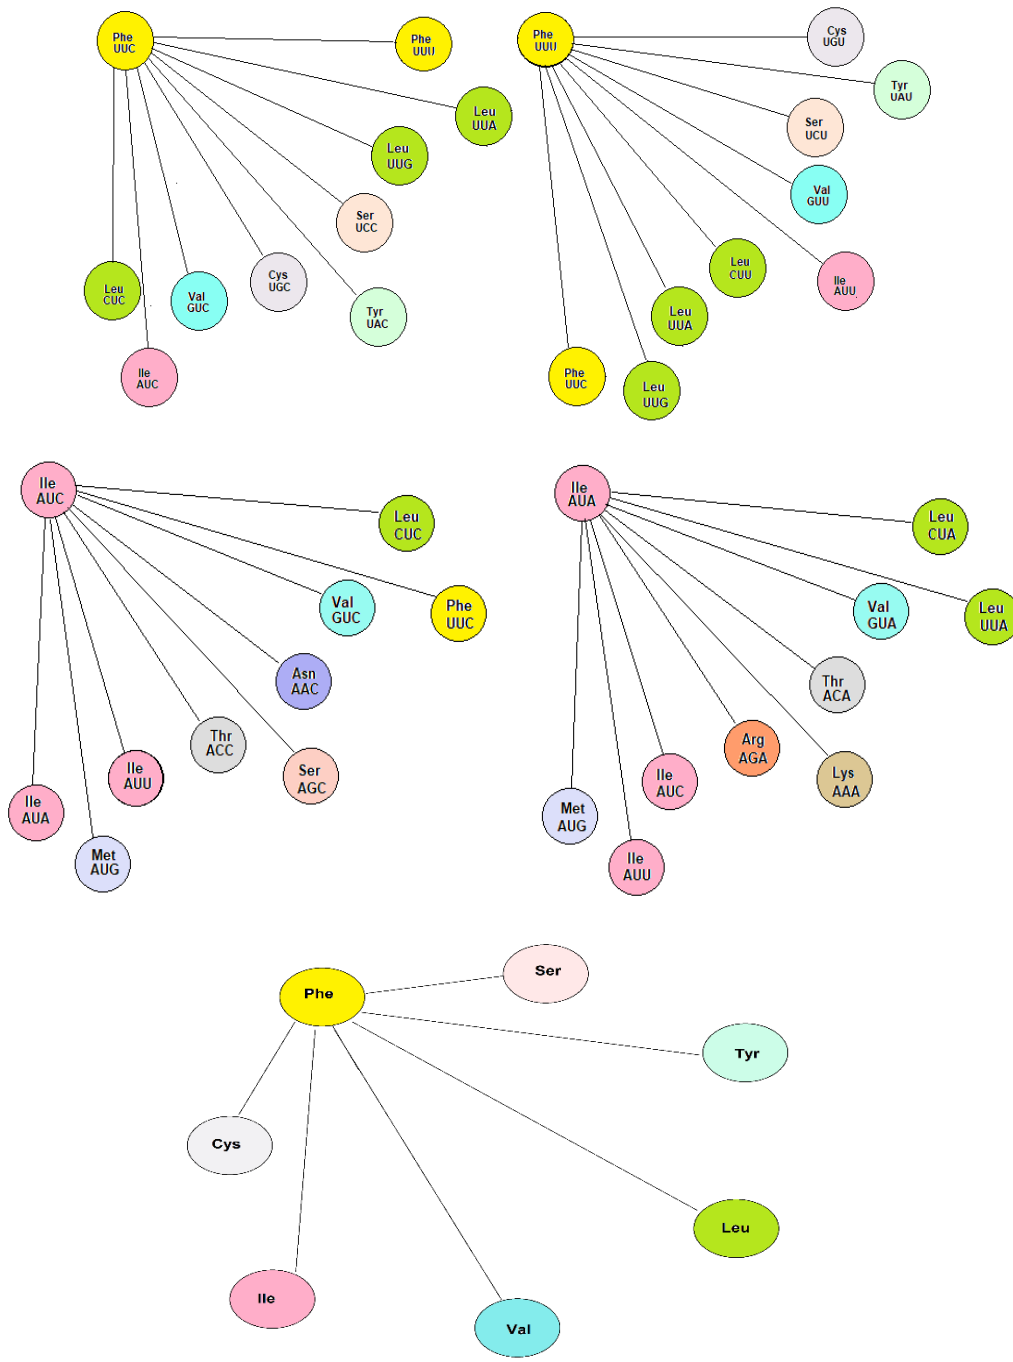 Phe
UUC
Phe
UUU
Leu
UUA
Leu
UUG
Ser
UCC
Cys
UGC
Tyr
UAC
Val
GUC
Leu
CUC
Ile
AUC
Phe
UUU
Cys
UGU
Tyr
UAU
Ser
UCU
Val
GUU
Ile
AUU
Leu
CUU
Leu
UUA
Leu
UUG
Phe
UUC
Ile
AUC
Leu
CUC
Phe
UUC
Val
GUC
Asn
AAC
Ser
AGC
Thr
ACC
Ile
AUU
Met
AUG
Ile
AUA
Ile
AUA
Leu
CUA
Leu
UUA
Val
GUA
Thr
ACA
Lys
AAA
Arg
AGA
Ile
AUC
Ile
AUU
Met
AUG
Phe
Ser
Tyr
Cys
Leu
Ile
Val